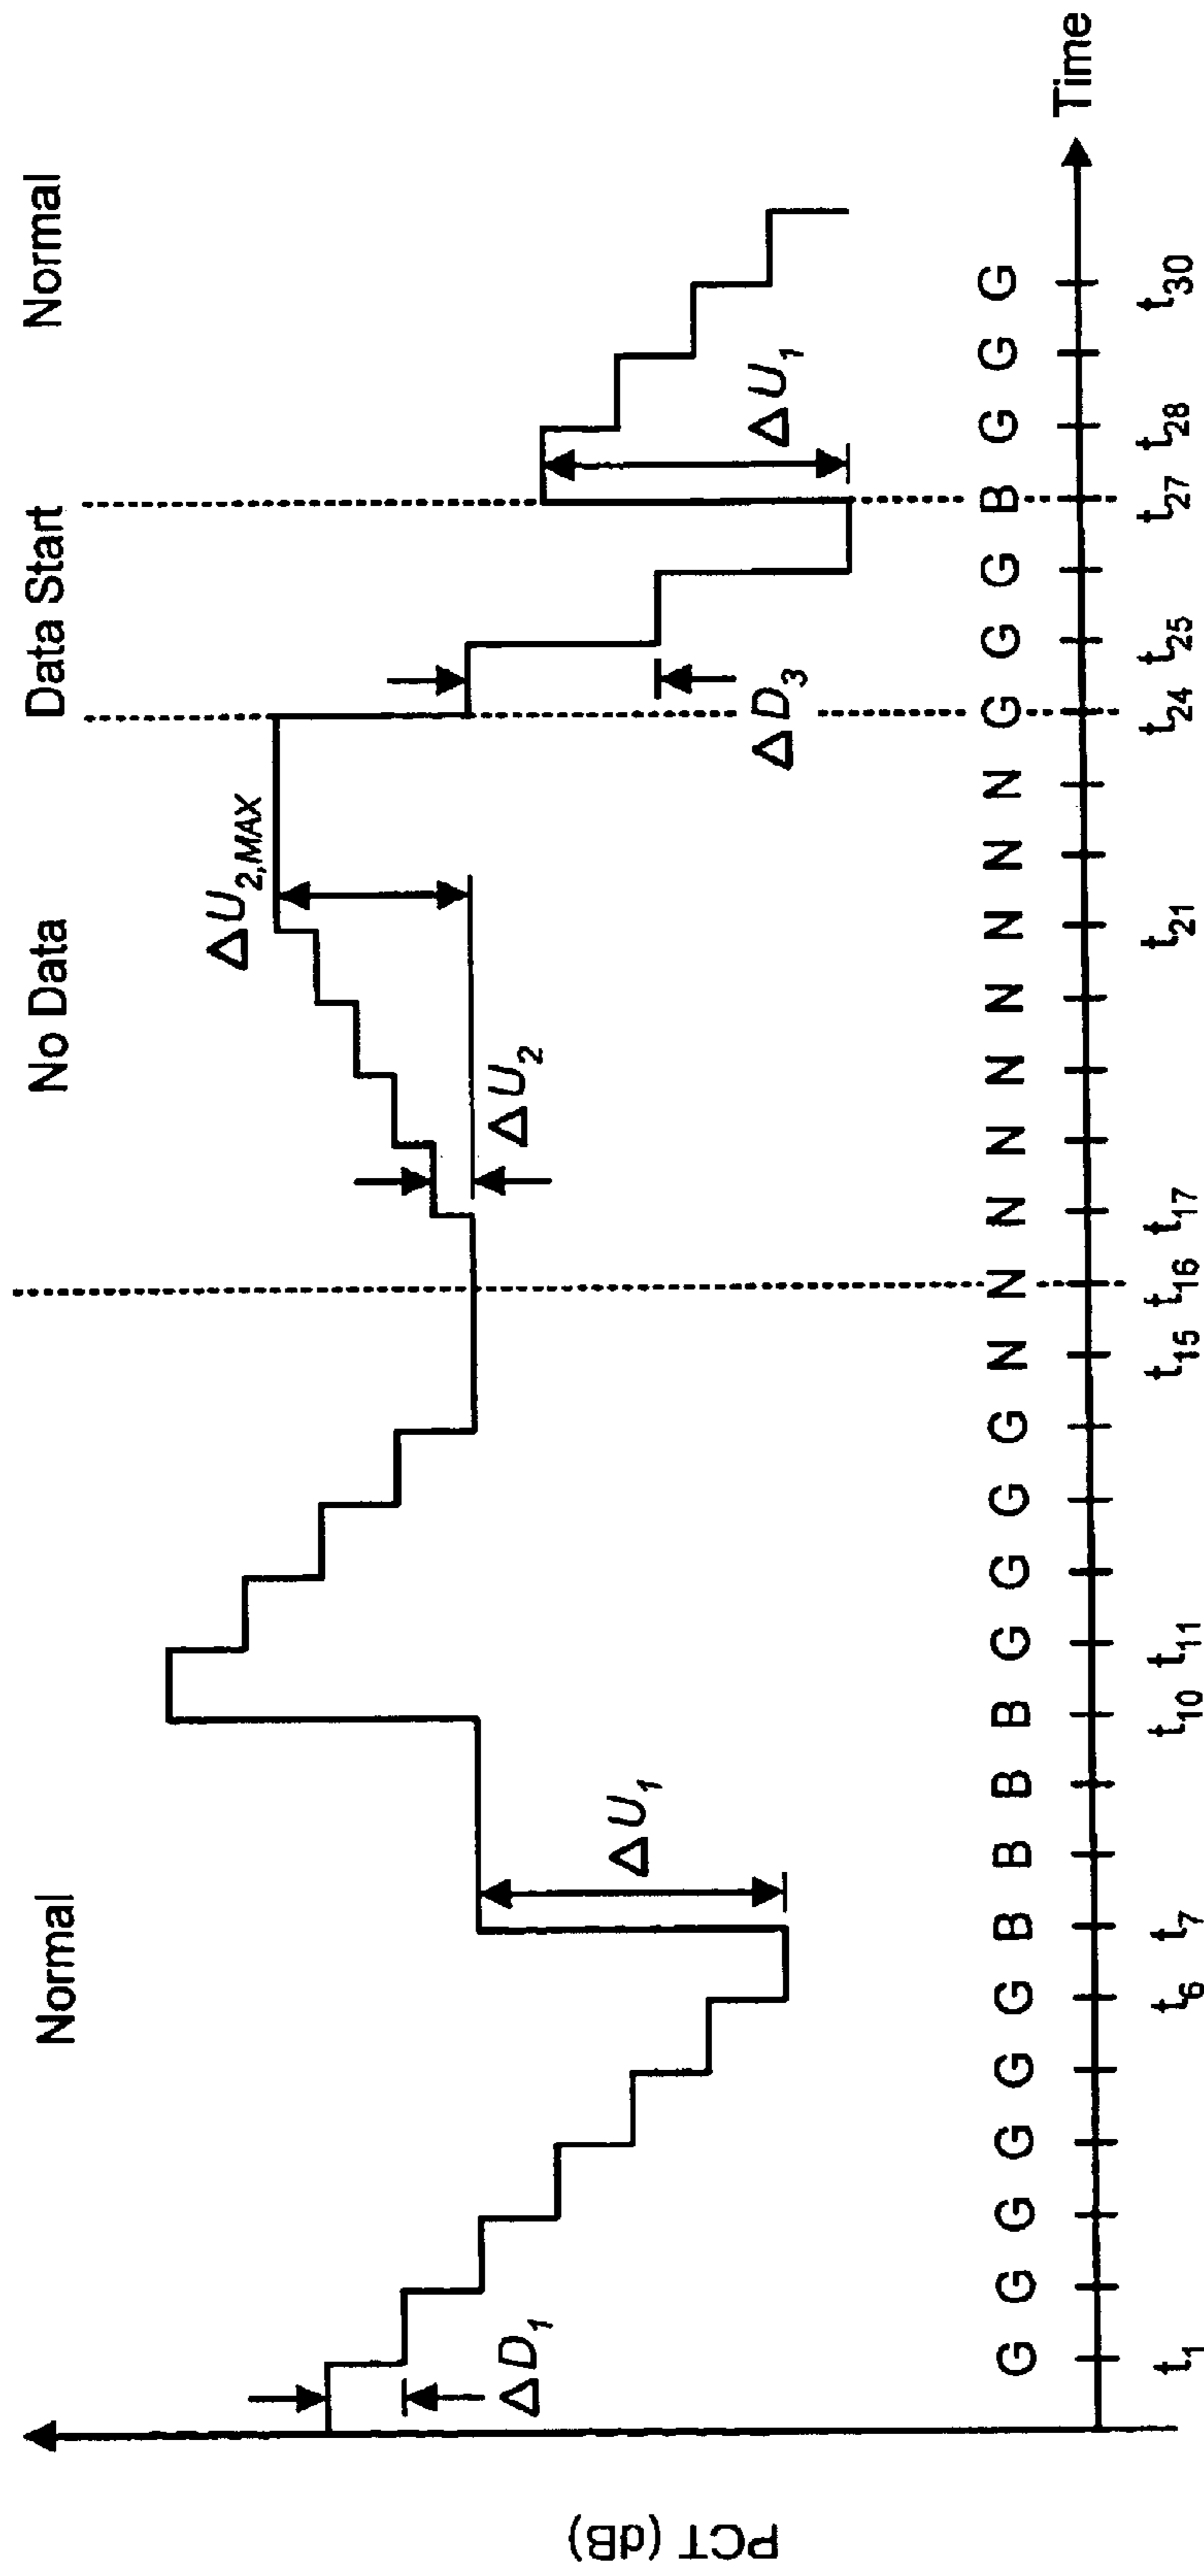 Normal
No Data
Data Start
Normal
PCT (dB)
ΔD1
ΔU1
ΔU2
ΔU2,MAX
ΔD3
ΔU1
G G G G G G B B B B G G G G N N N N N N N N N G G G B G G G
t1 t6 t7 t10 t11 t15 t16 t17 t21 t24 t25 t27 t28 t30
Time